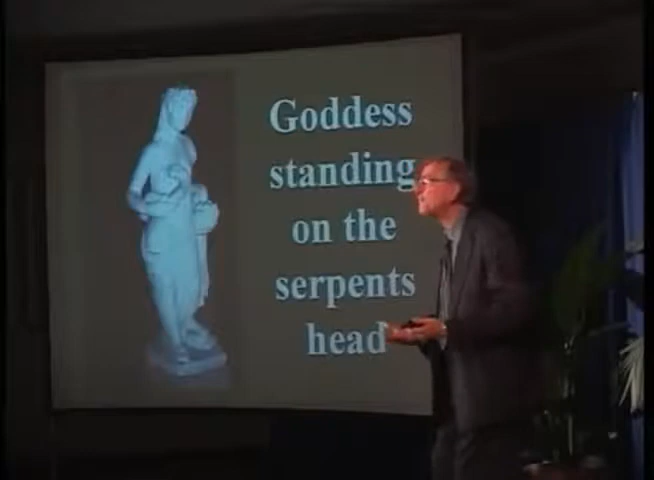 Goddess
standing
on the
serpents
head